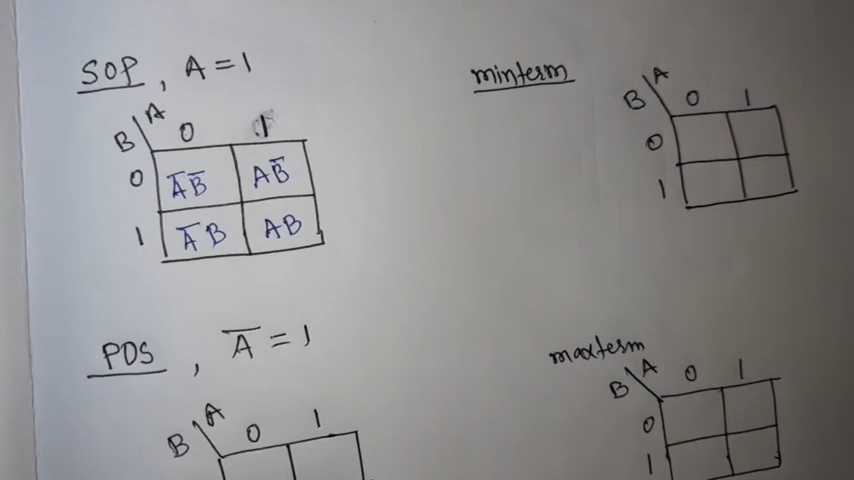 SOP, A = 1
minterm
B A 0 1
0 A̅B̅ AB̅
1 A̅B AB
B A 0 1
0
1
POS, A̅ = 1
maxterm
B A 0 1
B A 0 1
0
1